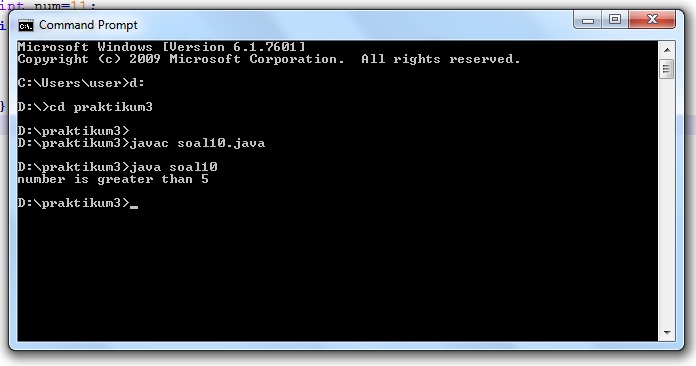 int num=11;
Command Prompt
Microsoft Windows [Version 6.1.7601]
Copyright (c) 2009 Microsoft Corporation.  All rights reserved.
C:\Users\user>d:
D:\>cd praktikum3
D:\praktikum3>
D:\praktikum3>javac soal10.java
D:\praktikum3>java soal10
number is greater than 5
D:\praktikum3>_
}